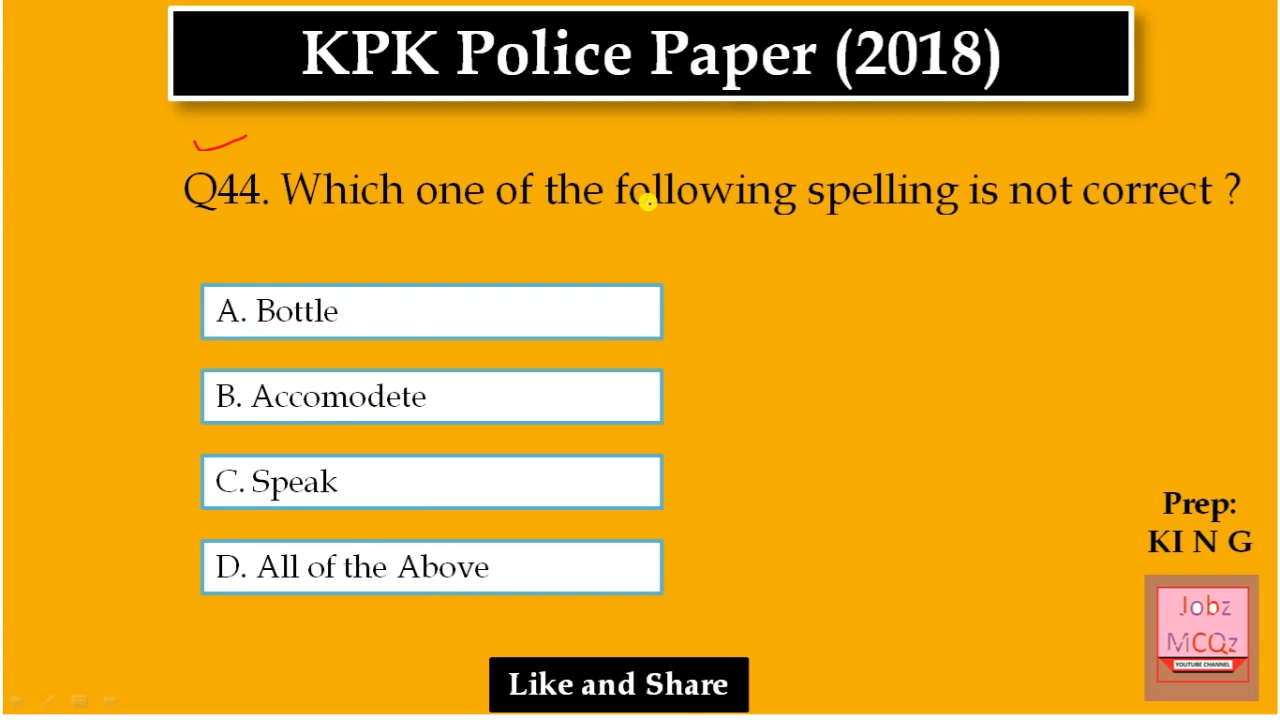 KPK Police Paper (2018)
Q44. Which one of the following spelling is not correct ?
A. Bottle
B. Accomodete
C. Speak
D. All of the Above
Prep:
KI N G
Jobz
MCQz
YOUTUBE CHANNEL
Like and Share